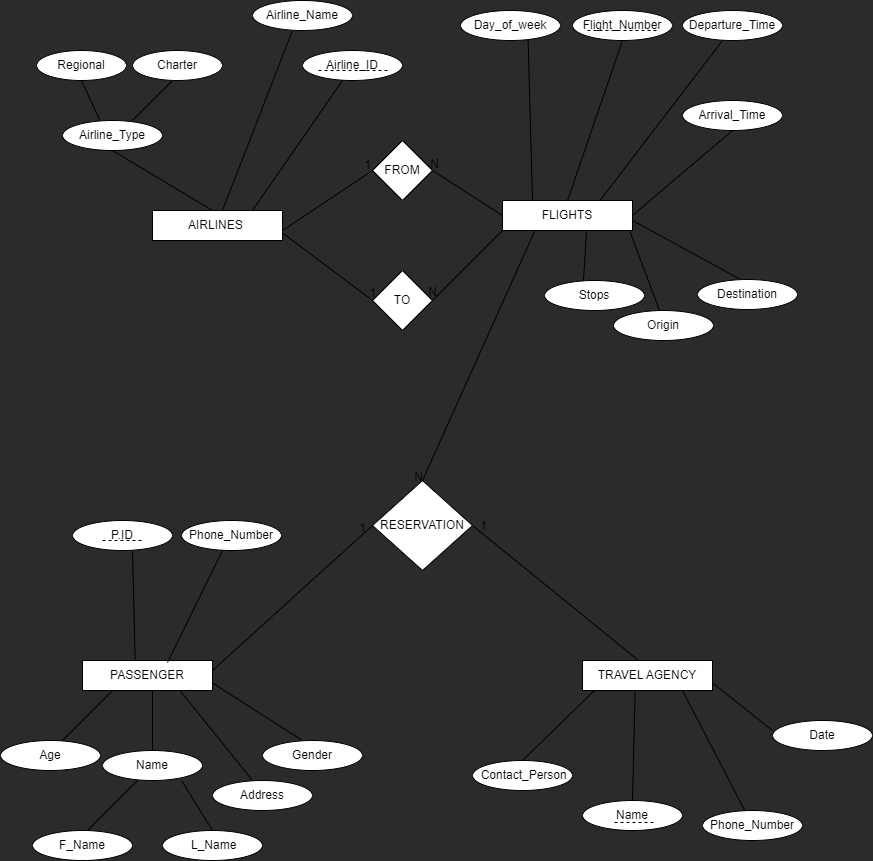 Airline_Name
Day_of_week
Flight_Number
Departure_Time
Regional
Charter
Airline_ID
Arrival_Time
Airline_Type
1
FROM
N
AIRLINES
FLIGHTS
1
TO
N
Stops
Destination
Origin
N
1
RESERVATION
1
P.ID
Phone_Number
PASSENGER
TRAVEL AGENCY
Date
Age
Name
Gender
Contact_Person
Address
Name
Phone_Number
F_Name
L_Name